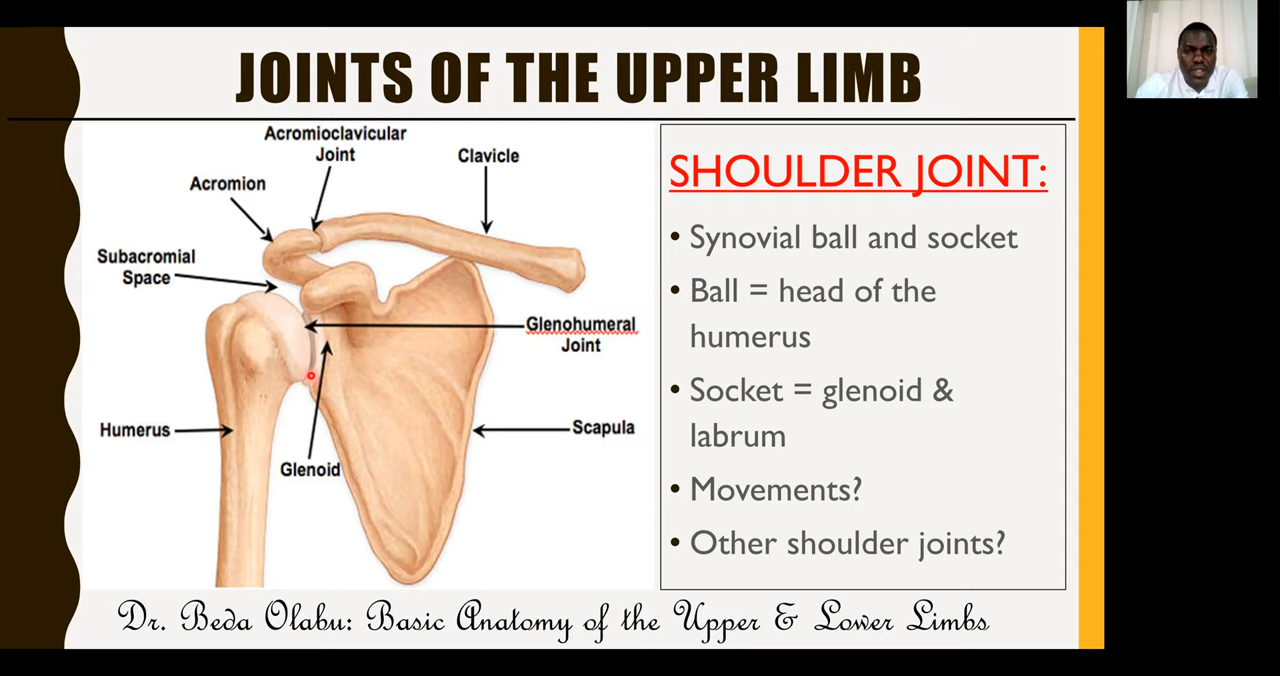 JOINTS OF THE UPPER LIMB
Acromioclavicular
Joint
Clavicle
Acromion
Subacromial
Space
Glenohumeral
Joint
Humerus
Scapula
Glenoid
SHOULDER JOINT:
• Synovial ball and socket
• Ball = head of the
humerus
• Socket = glenoid &
labrum
• Movements?
• Other shoulder joints?
Dr. Beda Olabu: Basic Anatomy of the Upper & Lower Limbs